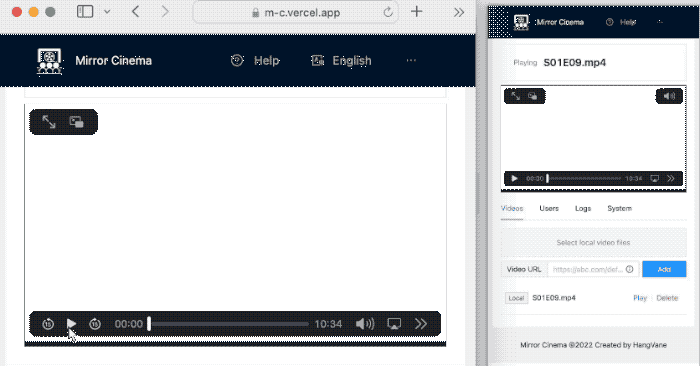 m-c.vercel.app
Mirror Cinema
Help
English
00:00
10:34
Mirror Cinema
Help
Playing S01E09.mp4
00:00
10:34
Videos Users Logs System
Select local video files
Video URL https://abc.com/def... Add
Local S01E09.mp4 Play Delete
Mirror Cinema ©2022 Created by HangVane